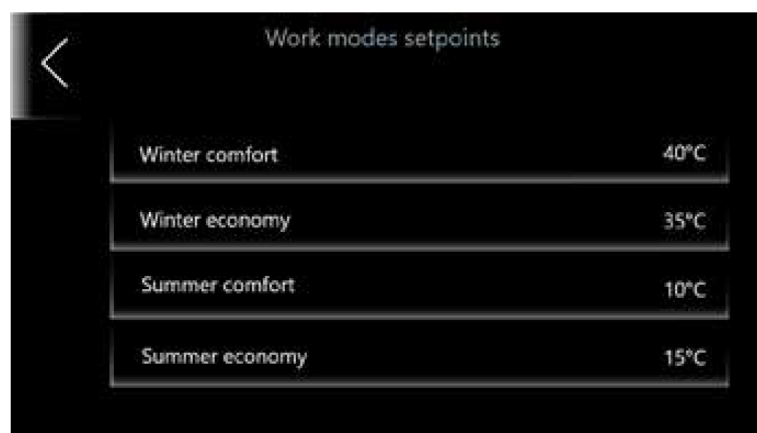 Work modes setpoints
Winter comfort 40°C
Winter economy 35°C
Summer comfort 10°C
Summer economy 15°C